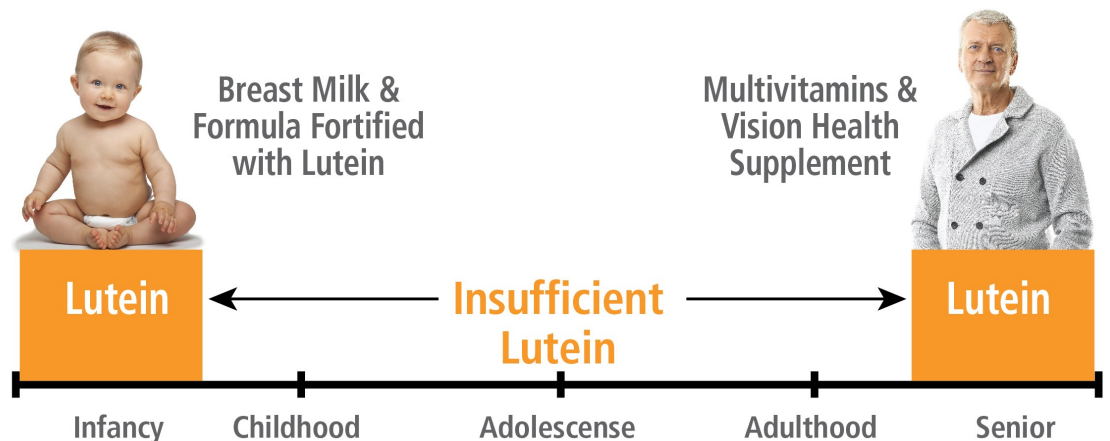 Breast Milk &
Formula Fortified
with Lutein
Multivitamins &
Vision Health
Supplement
Lutein
Insufficient
Lutein
Lutein
Infancy
Childhood
Adolescense
Adulthood
Senior